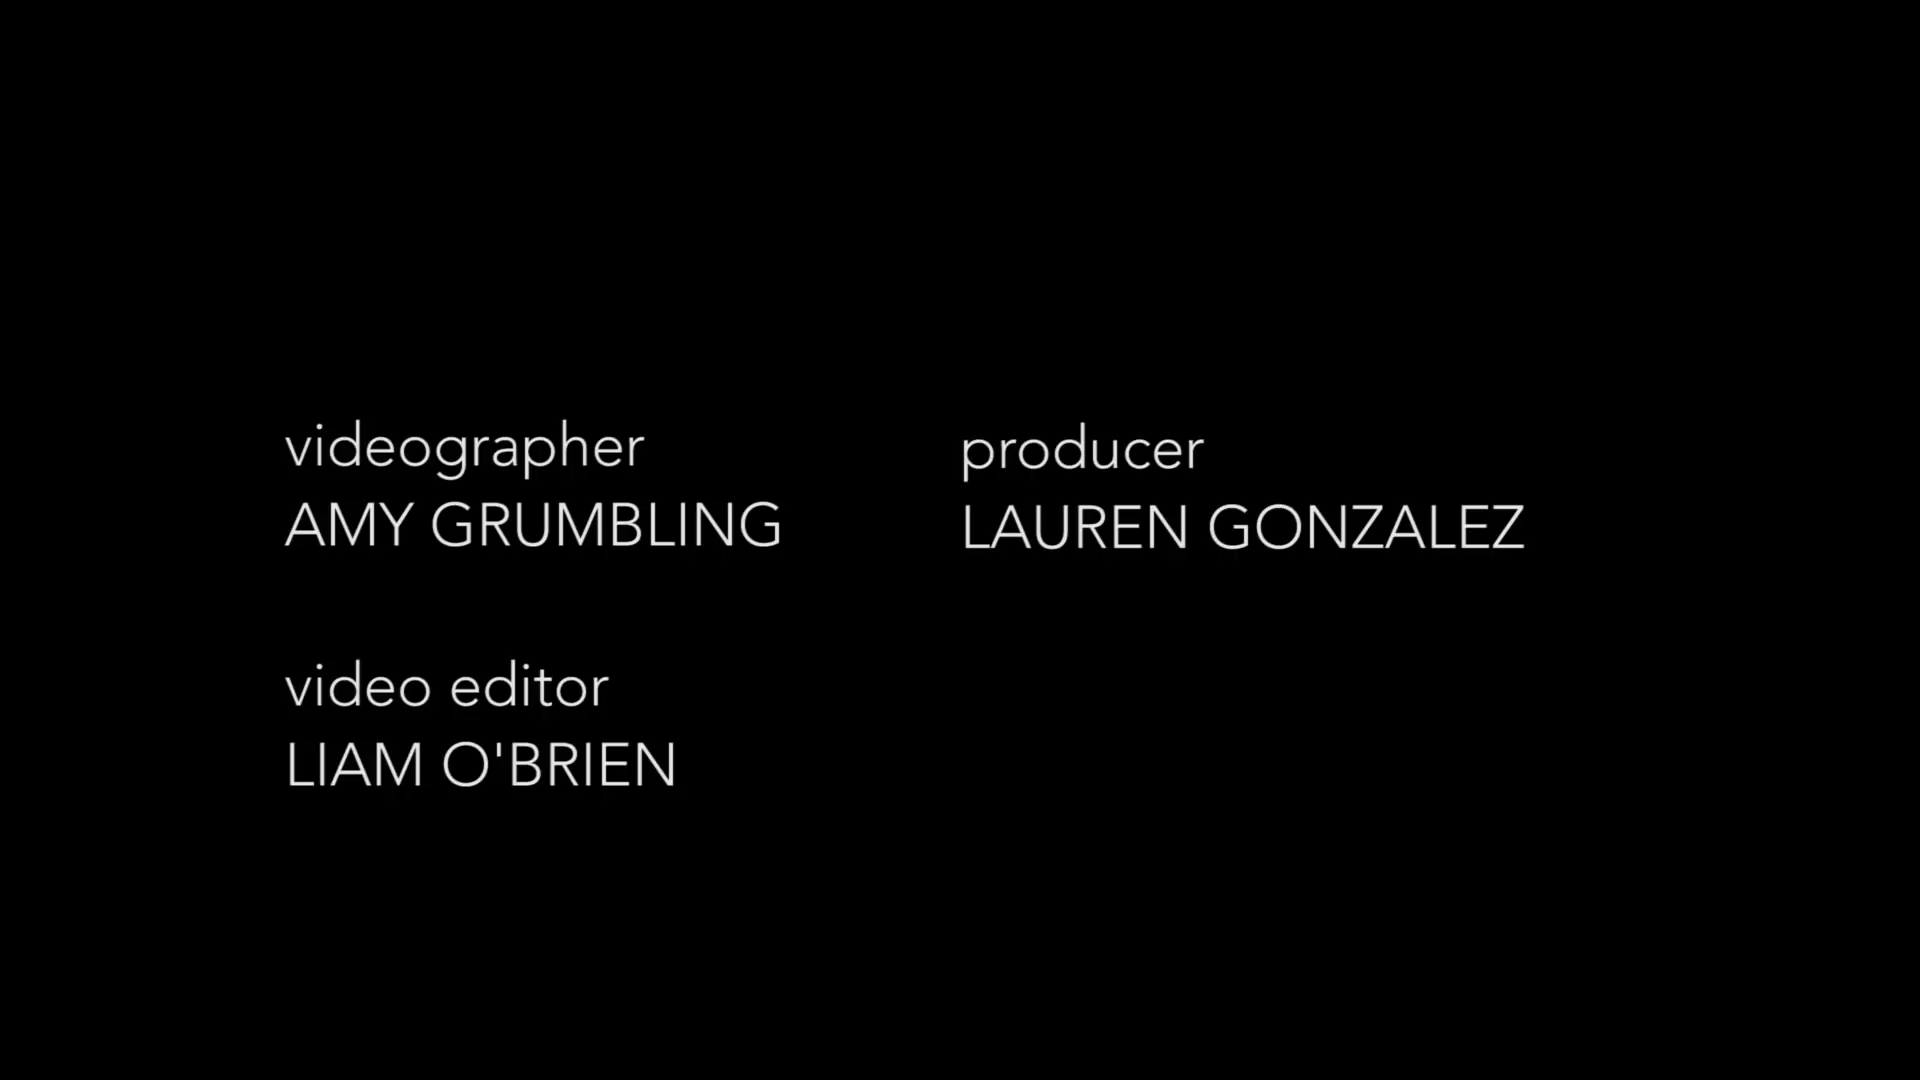 videographer
AMY GRUMBLING
video editor
LIAM O'BRIEN
producer
LAUREN GONZALEZ